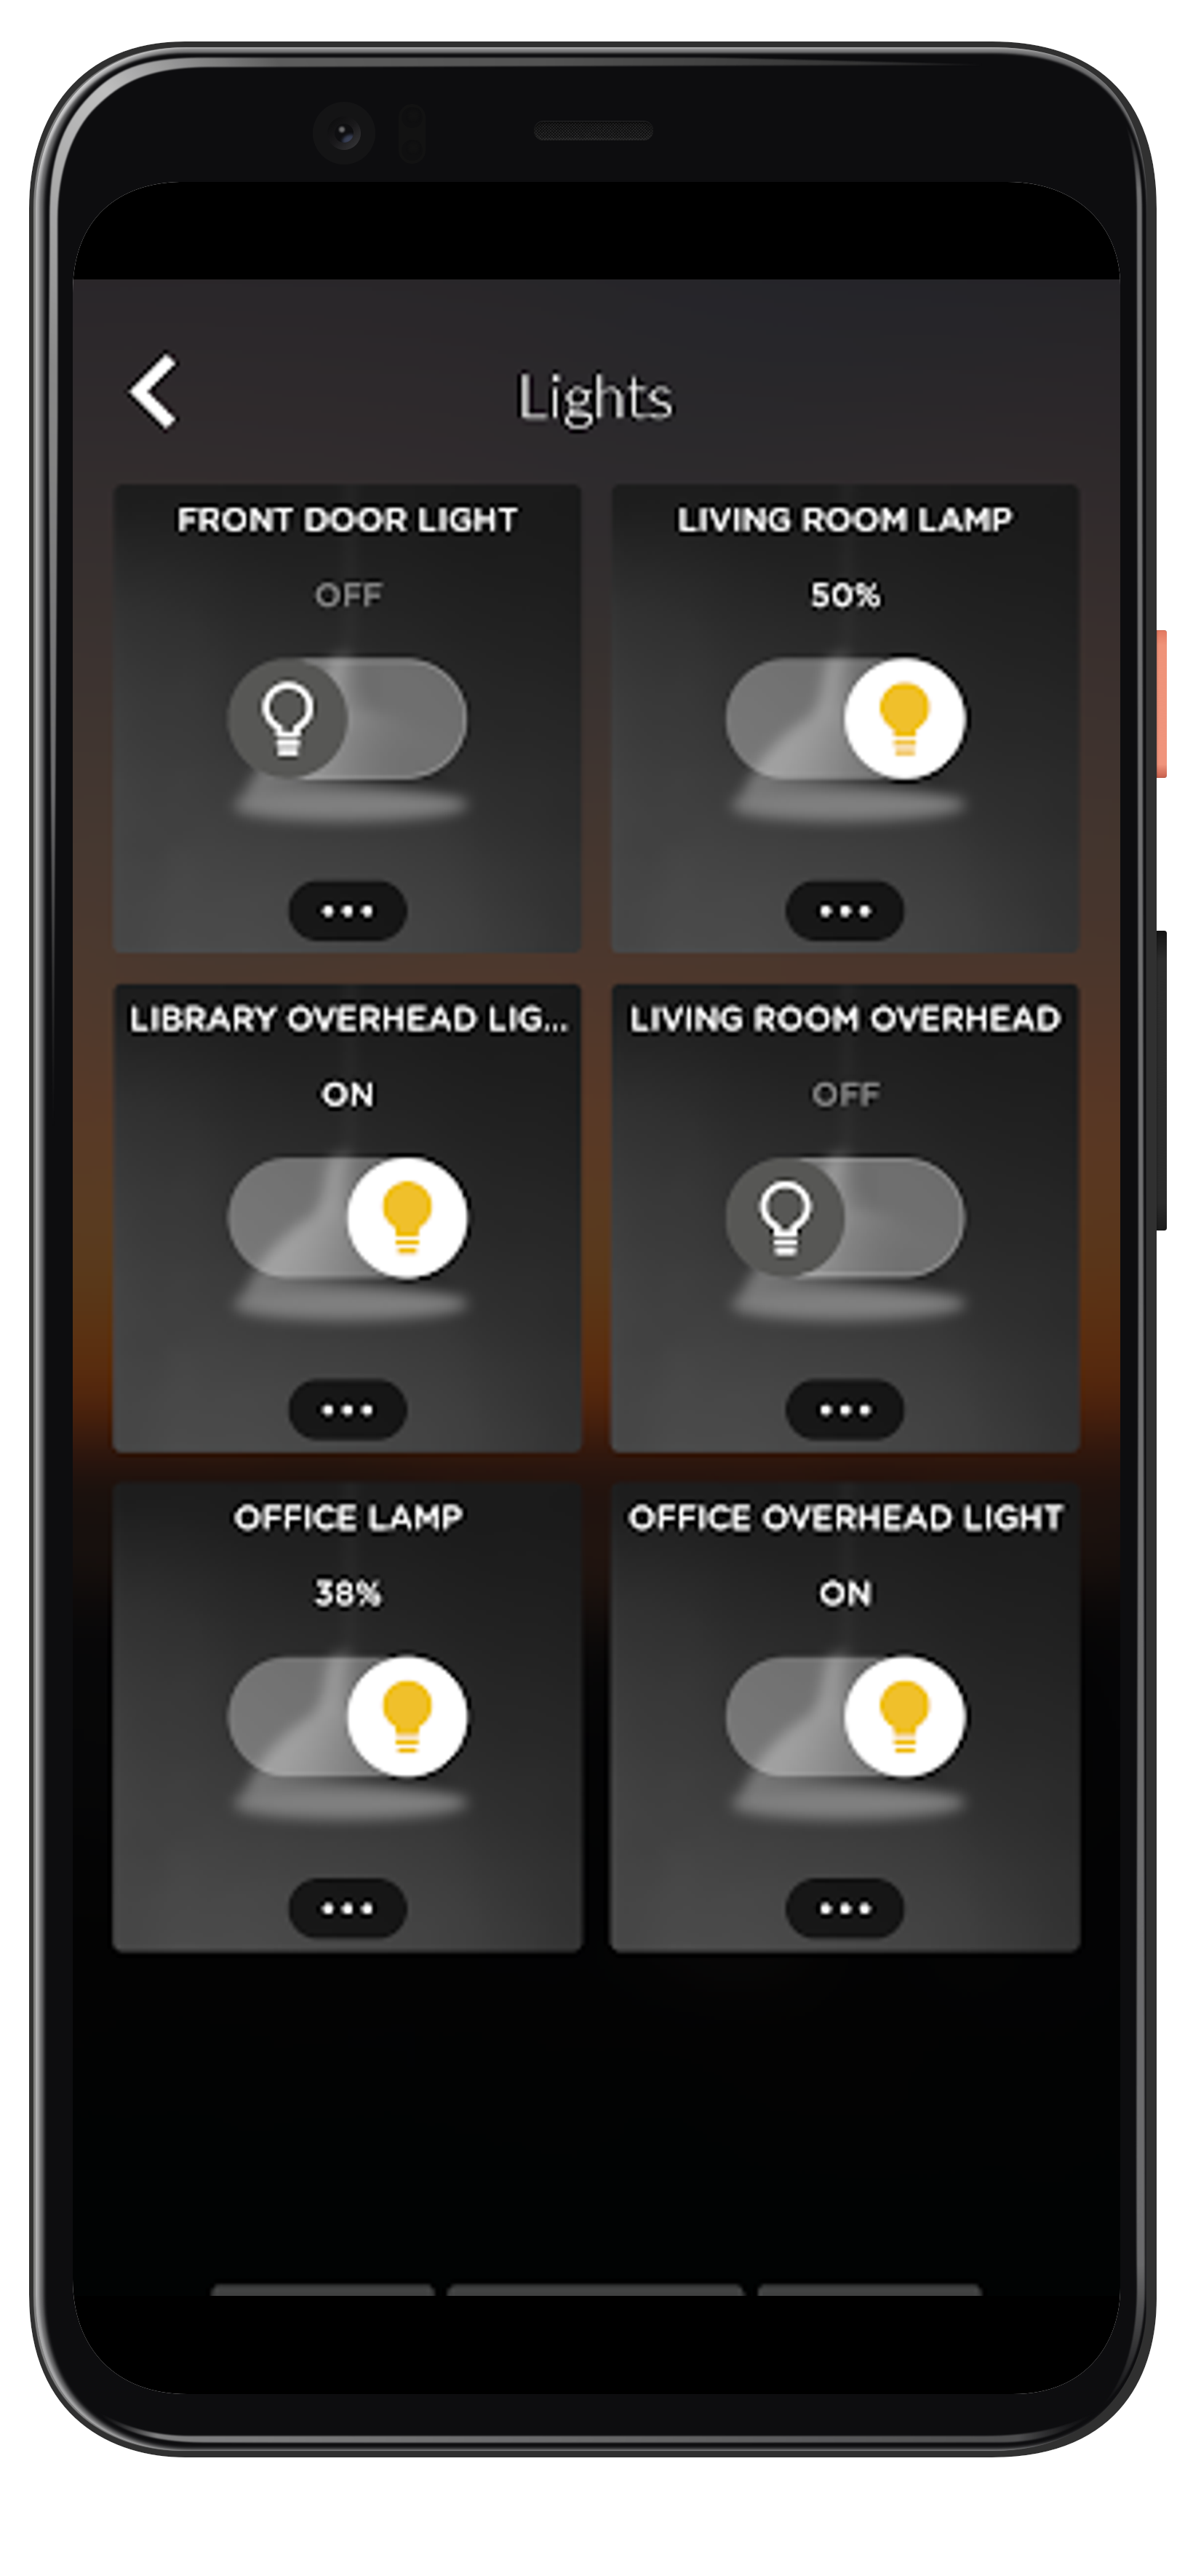 Lights
FRONT DOOR LIGHT
OFF
LIVING ROOM LAMP
50%
LIBRARY OVERHEAD LIG...
ON
LIVING ROOM OVERHEAD
OFF
OFFICE LAMP
38%
OFFICE OVERHEAD LIGHT
ON